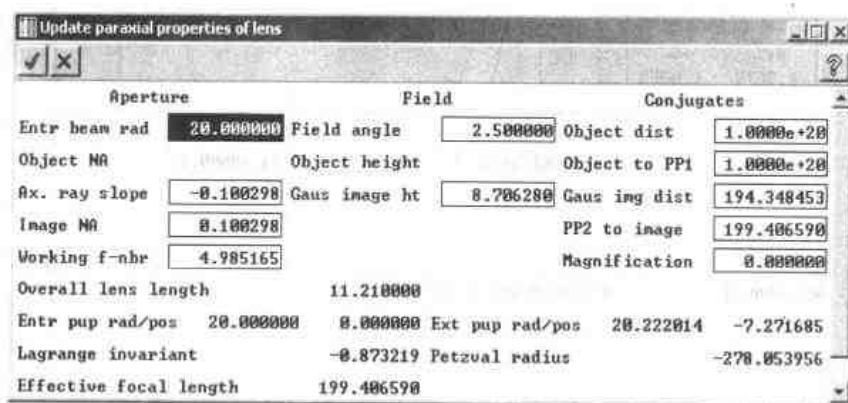 Update paraxial properties of lens
Aperture Field Conjugates
Entr beam rad 20.000000 Field angle 2.500000 Object dist 1.0000e+20
Object NA Object height Object to PP1 1.0000e+20
Ax. ray slope -0.100298 Gaus image ht 8.706280 Gaus img dist 194.348453
Image NA 0.100298 PP2 to image 199.406590
Working f-nbr 4.985165 Magnification 0.000000
Overall lens length 11.210000
Entr pup rad/pos 20.000000 0.000000 Ext pup rad/pos 20.222014 -7.271685
Lagrange invariant -0.873219 Petzval radius -278.053956
Effective focal length 199.406590